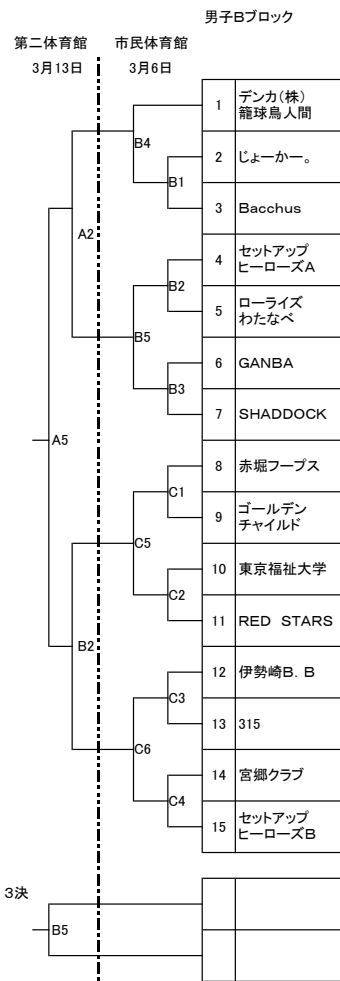 男子Bブロック
第二体育館 市民体育館
3月13日 3月6日
1 デンカ(株)
籠球鳥人間
B4
2 じょーかー。
B1
3 Bacchus
A2
4 セットアップ
ヒーローズA
B2
5 ローライズ
わたなべ
B5
6 GANBA
B3
7 SHADDOCK
A5
8 赤堀フープス
C1
9 ゴールデン
チャイルド
C5
10 東京福祉大学
C2
11 RED STARS
B2
12 伊勢崎B.B
C3
13 315
C6
14 宮郷クラブ
C4
15 セットアップ
ヒーローズB
3決
B5